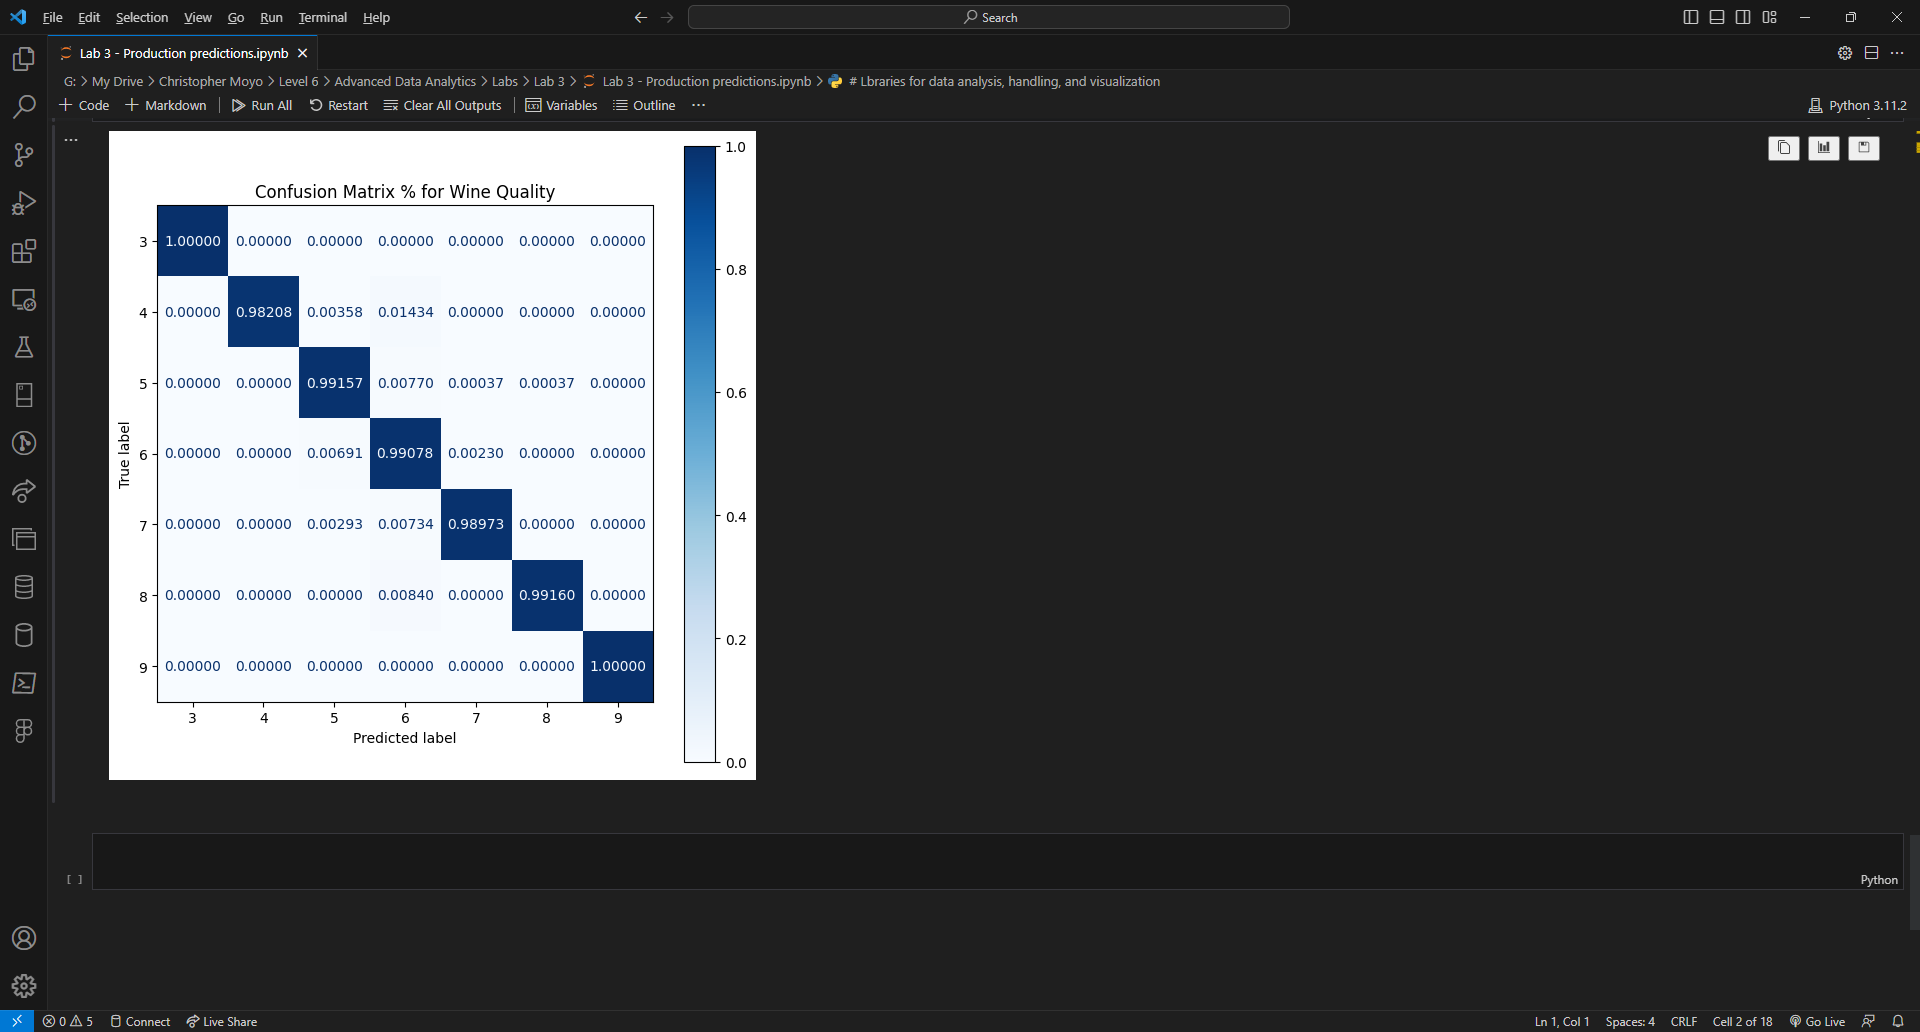 File Edit Selection View Go Run Terminal Help
Search
Lab 3 - Production predictions.ipynb
G: > My Drive > Christopher Moyo > Level 6 > Advanced Data Analytics > Labs > Lab 3 > Lab 3 - Production predictions.ipynb > # Lbraries for data analysis, handling, and visualization
+ Code + Markdown | Run All Restart Clear All Outputs | Variables Outline ...
Python 3.11.2
...
Confusion Matrix % for Wine Quality
3 1.00000 0.00000 0.00000 0.00000 0.00000 0.00000 0.00000
4 0.00000 0.98208 0.00358 0.01434 0.00000 0.00000 0.00000
5 0.00000 0.00000 0.99157 0.00770 0.00037 0.00037 0.00000
6 0.00000 0.00000 0.00691 0.99078 0.00230 0.00000 0.00000
7 0.00000 0.00000 0.00293 0.00734 0.98973 0.00000 0.00000
8 0.00000 0.00000 0.00000 0.00840 0.00000 0.99160 0.00000
9 0.00000 0.00000 0.00000 0.00000 0.00000 0.00000 1.00000
True label
3 4 5 6 7 8 9
Predicted label
1.0
0.8
0.6
0.4
0.2
0.0
[ ]
Python
0 5 Connect Live Share
Ln 1, Col 1 Spaces: 4 CRLF Cell 2 of 18 Go Live